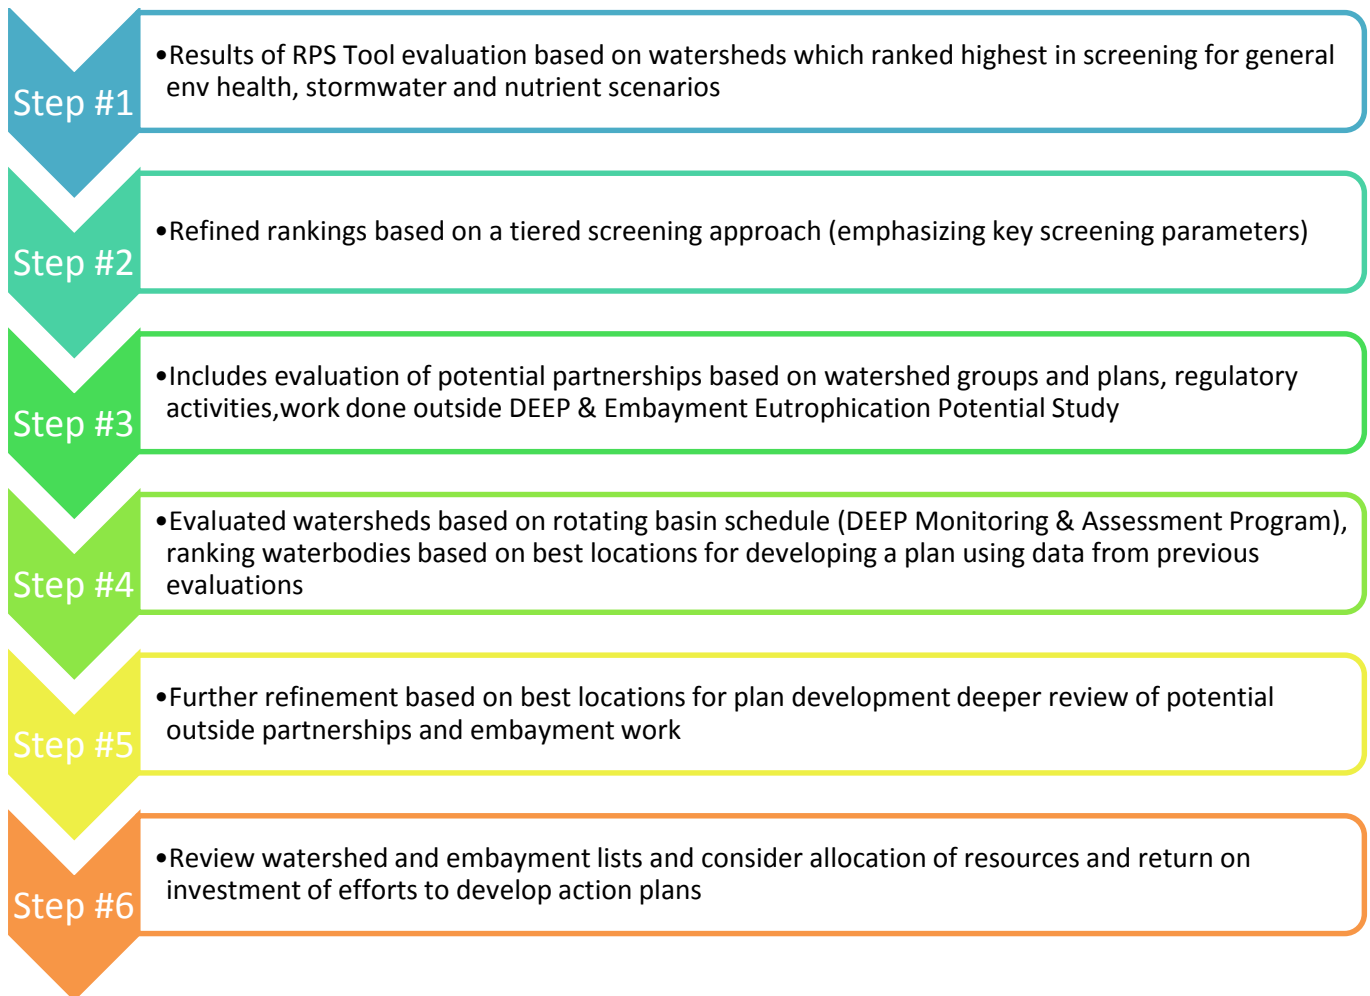 Step #1
•Results of RPS Tool evaluation based on watersheds which ranked highest in screening for general
env health, stormwater and nutrient scenarios
Step #2
•Refined rankings based on a tiered screening approach (emphasizing key screening parameters)
Step #3
•Includes evaluation of potential partnerships based on watershed groups and plans, regulatory
activities,work done outside DEEP & Embayment Eutrophication Potential Study
Step #4
•Evaluated watersheds based on rotating basin schedule (DEEP Monitoring & Assessment Program),
ranking waterbodies based on best locations for developing a plan using data from previous
evaluations
Step #5
•Further refinement based on best locations for plan development deeper review of potential
outside partnerships and embayment work
Step #6
•Review watershed and embayment lists and consider allocation of resources and return on
investment of efforts to develop action plans